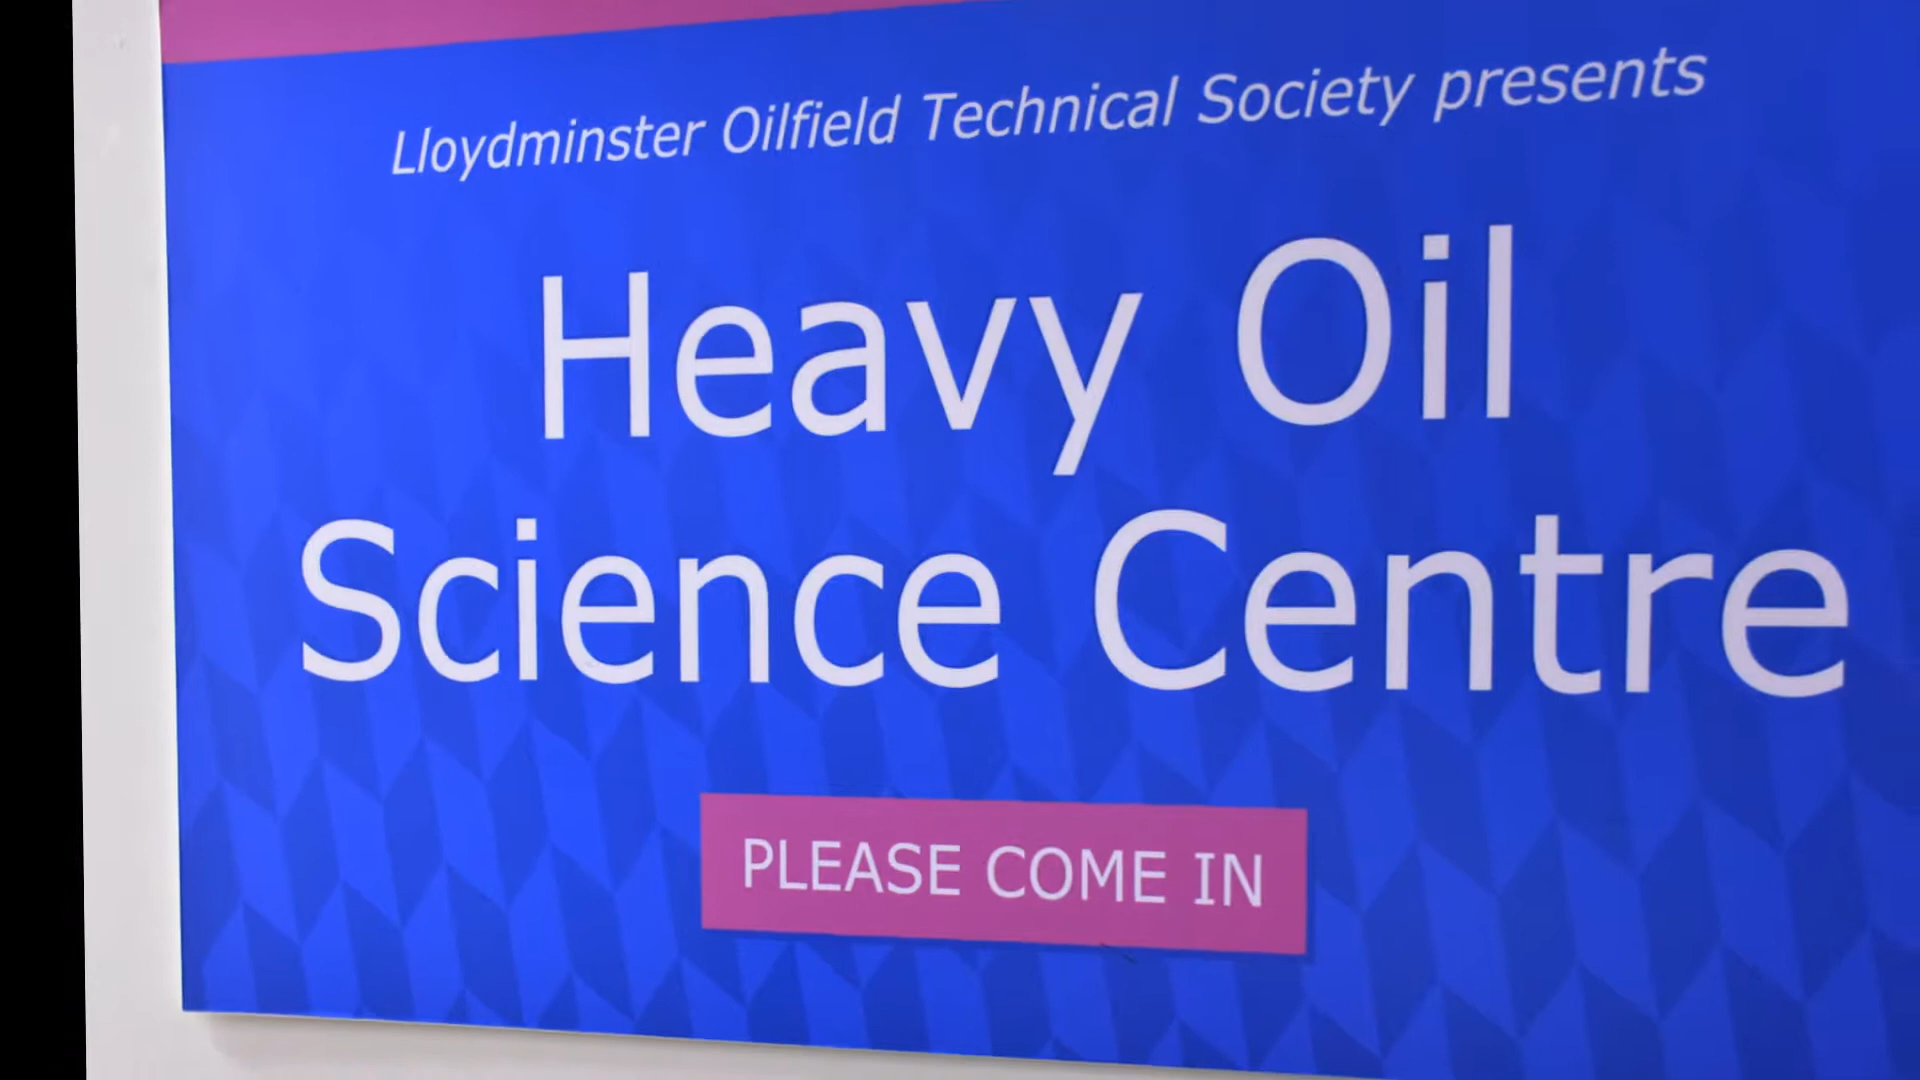 Lloydminster Oilfield Technical Society presents
Heavy Oil
Science Centre
PLEASE COME IN